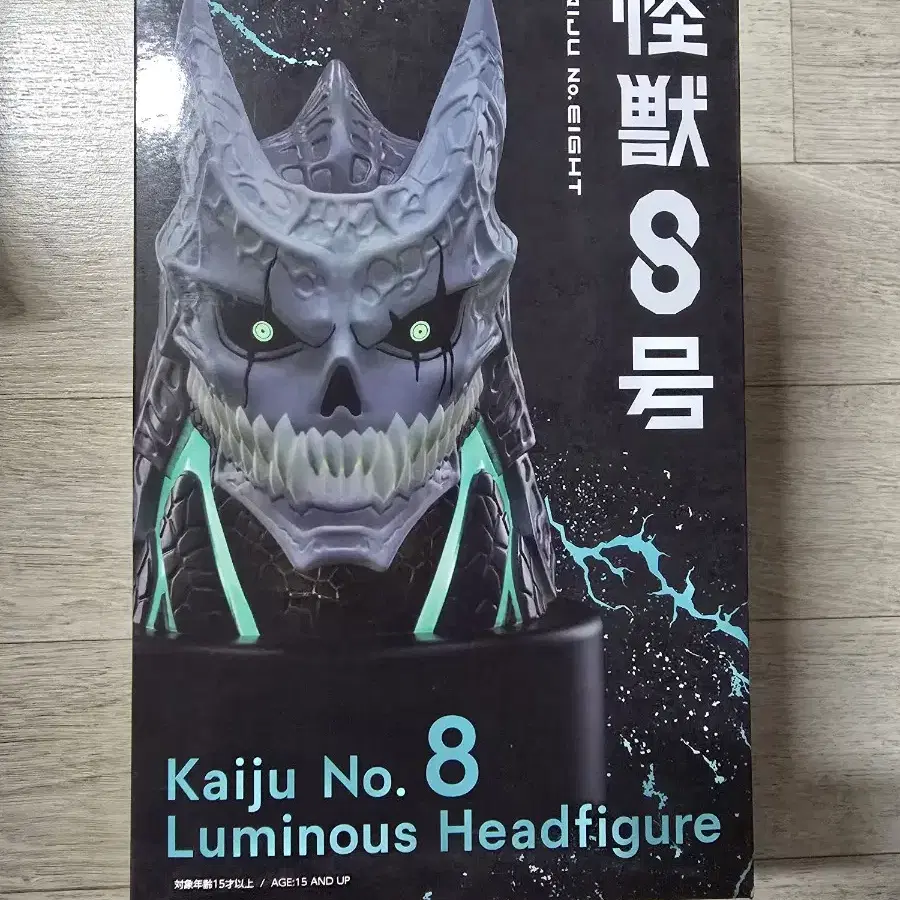 怪獣8号
KAIJU No.EIGHT
Kaiju No. 8
Luminous Headfigure
対象年齢15才以上 / AGE:15 AND UP